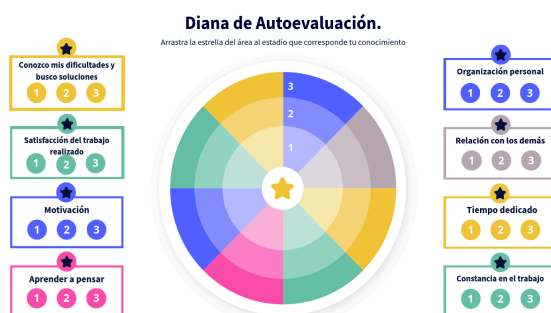 Diana de Autoevaluación.
Arrastra la estrella del área al estadio que corresponde tu conocimiento
Conozco mis dificultades y
busco soluciones
1 2 3
Satisfacción del trabajo
realizado
1 2 3
Motivación
1 2 3
Aprender a pensar
1 2 3
3
2
1
Organización personal
1 2 3
Relación con los demás
1 2 3
Tiempo dedicado
1 2 3
Constancia en el trabajo
1 2 3